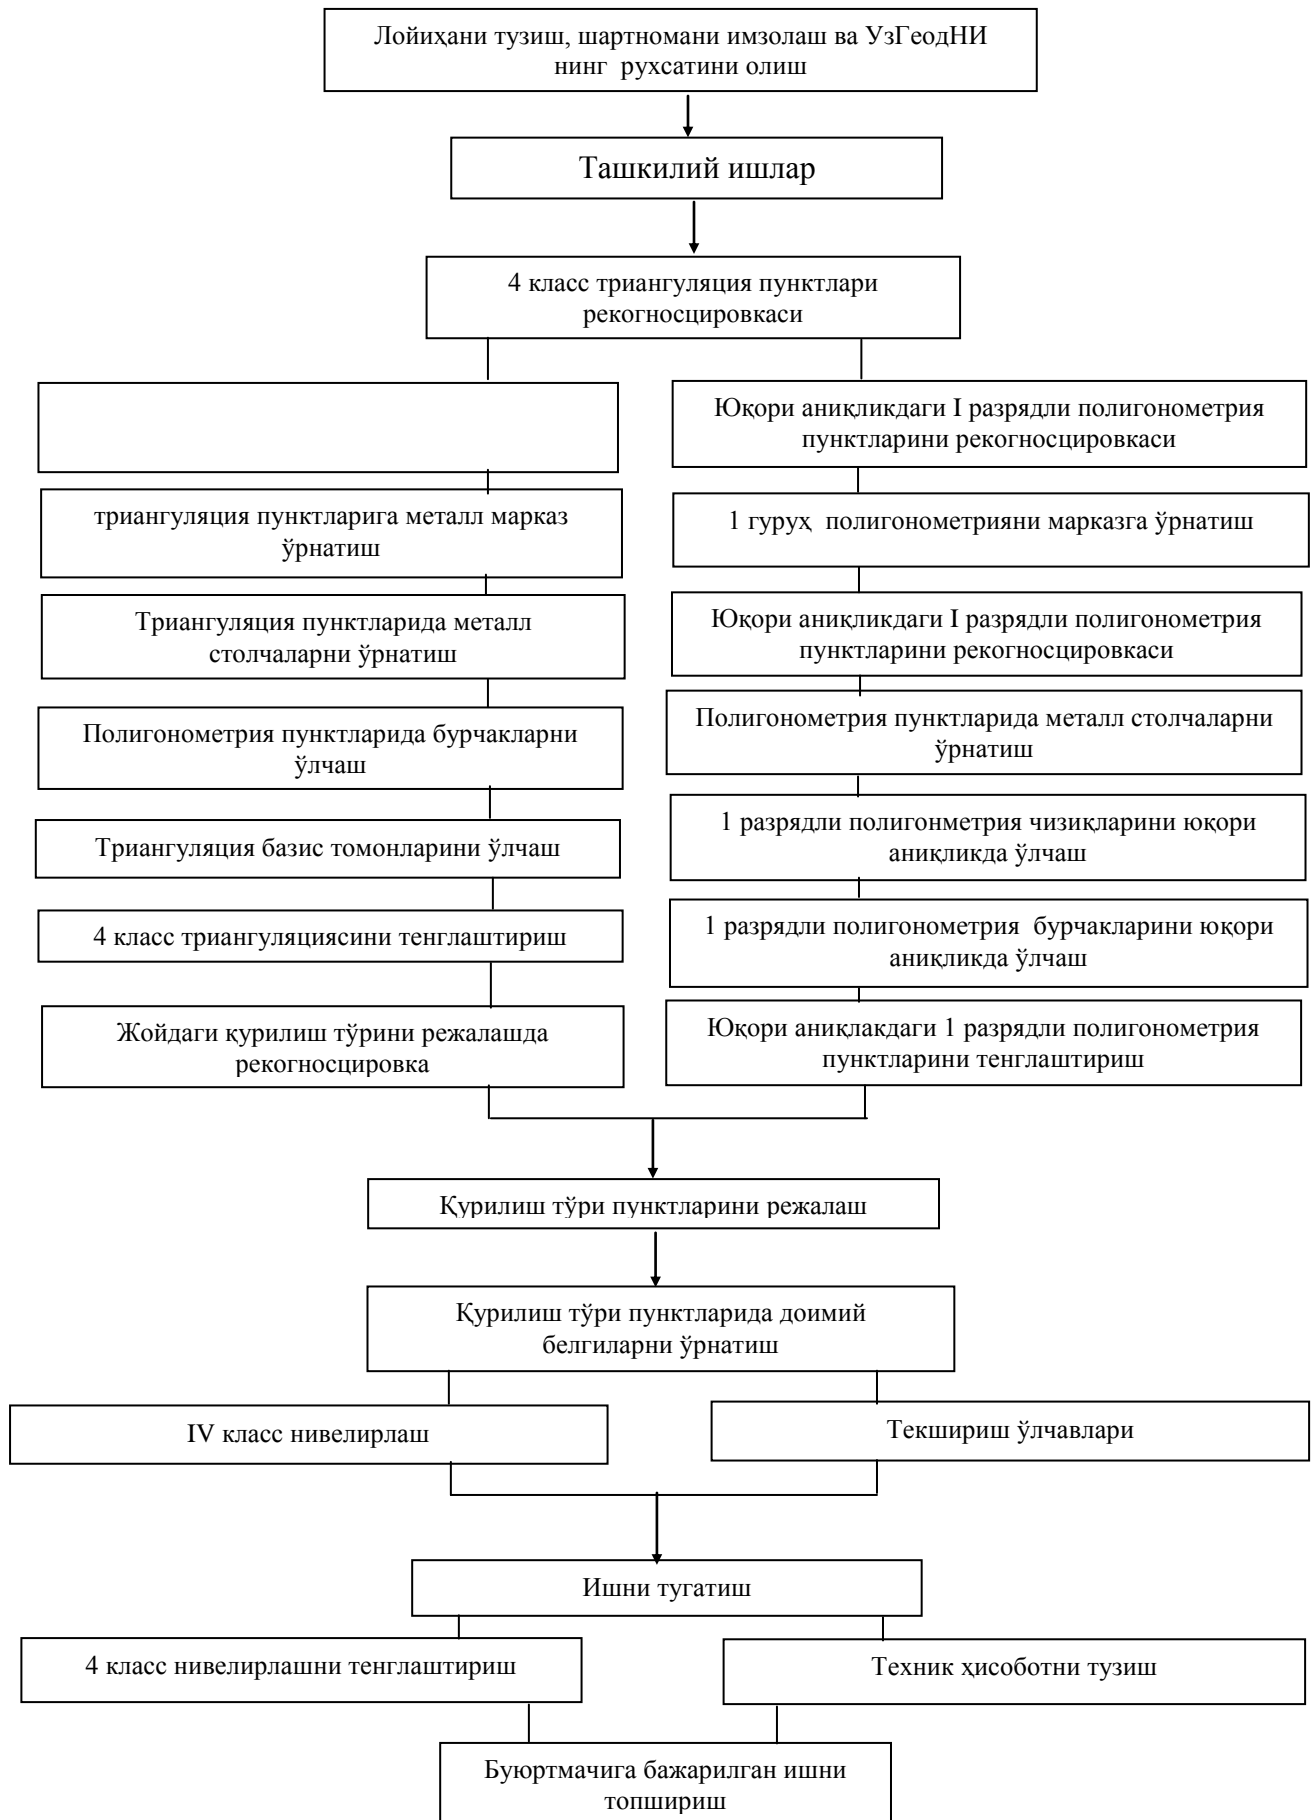 Лойиҳани тузиш, шартномани имзолаш ва УзГеодНИ
нинг рухсатини олиш
Ташкилий ишлар
4 класс триангуляция пунктлари
рекогносцировкаси
Юқори аниқликдаги I разрядли полигонометрия
пунктларини рекогносцировкаси
триангуляция пунктларига металл марказ
ўрнатиш
1 гуруҳ полигонометрияни марказга ўрнатиш
Триангуляция пунктларида металл
столчаларни ўрнатиш
Юқори аниқликдаги I разрядли полигонометрия
пунктларини рекогносцировкаси
Полигонометрия пунктларида бурчакларни
ўлчаш
Полигонометрия пунктларида металл столчаларни
ўрнатиш
Триангуляция базис томонларини ўлчаш
1 разрядли полигонметрия чизиқларини юқори
аниқликда ўлчаш
4 класс триангуляциясини тенглаштириш
1 разрядли полигонометрия бурчакларини юқори
аниқликда ўлчаш
Жойдаги қурилиш тўрини режалашда
рекогносцировка
Юқори аниқлакдаги 1 разрядли полигонометрия
пунктларини тенглаштириш
Қурилиш тўри пунктларини режалаш
Қурилиш тўри пунктларида доимий
белгиларни ўрнатиш
IV класс нивелирлаш
Текшириш ўлчавлари
Ишни тугатиш
4 класс нивелирлашни тенглаштириш
Техник ҳисоботни тузиш
Буюртмачига бажарилган ишни
топшириш